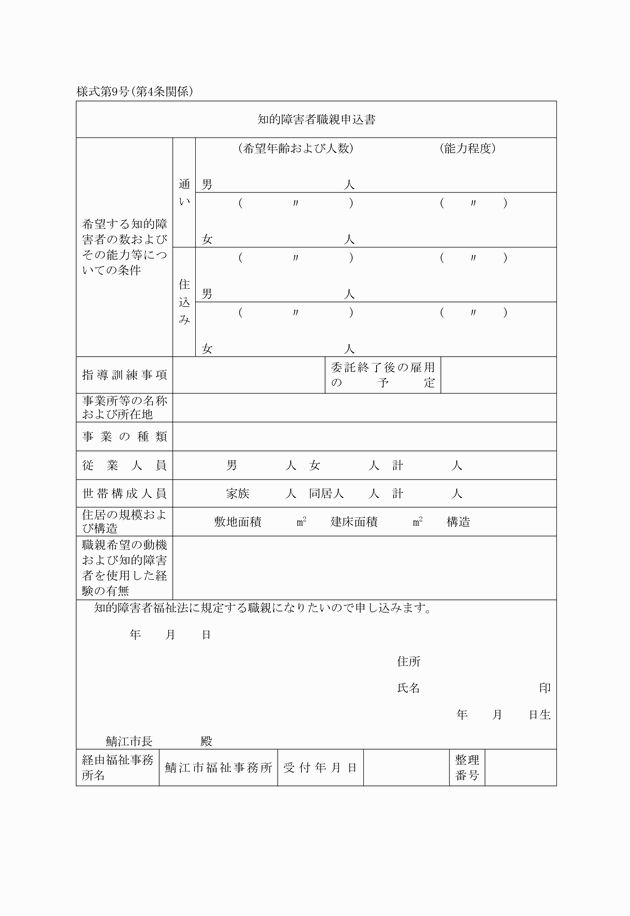 様式第9号(第4条関係)
知的障害者職親申込書
希望する知的障
害者の数および
その能力等につ
いての条件
通い
(希望年齢および人数) (能力程度)
男 人
( 〃 ) ( 〃 )
女 人
住込み
( 〃 ) ( 〃 )
男 人
( 〃 ) ( 〃 )
女 人
指導訓練事項
委託終了後の雇用
の予定
事業所等の名称
および所在地
事業の種類
従業人員 男 人 女 人 計 人
世帯構成人員 家族 人 同居人 人 計 人
住居の規模およ
び構造
敷地面積 m² 建床面積 m² 構造
職親希望の動機
および知的障害
者を使用した経
験の有無
知的障害者福祉法に規定する職親になりたいので申し込みます。
年 月 日
住所
氏名 印
年 月 日生
鯖江市長 殿
経由福祉事務
所名
鯖江市福祉事務所
受付年月日
整理
番号